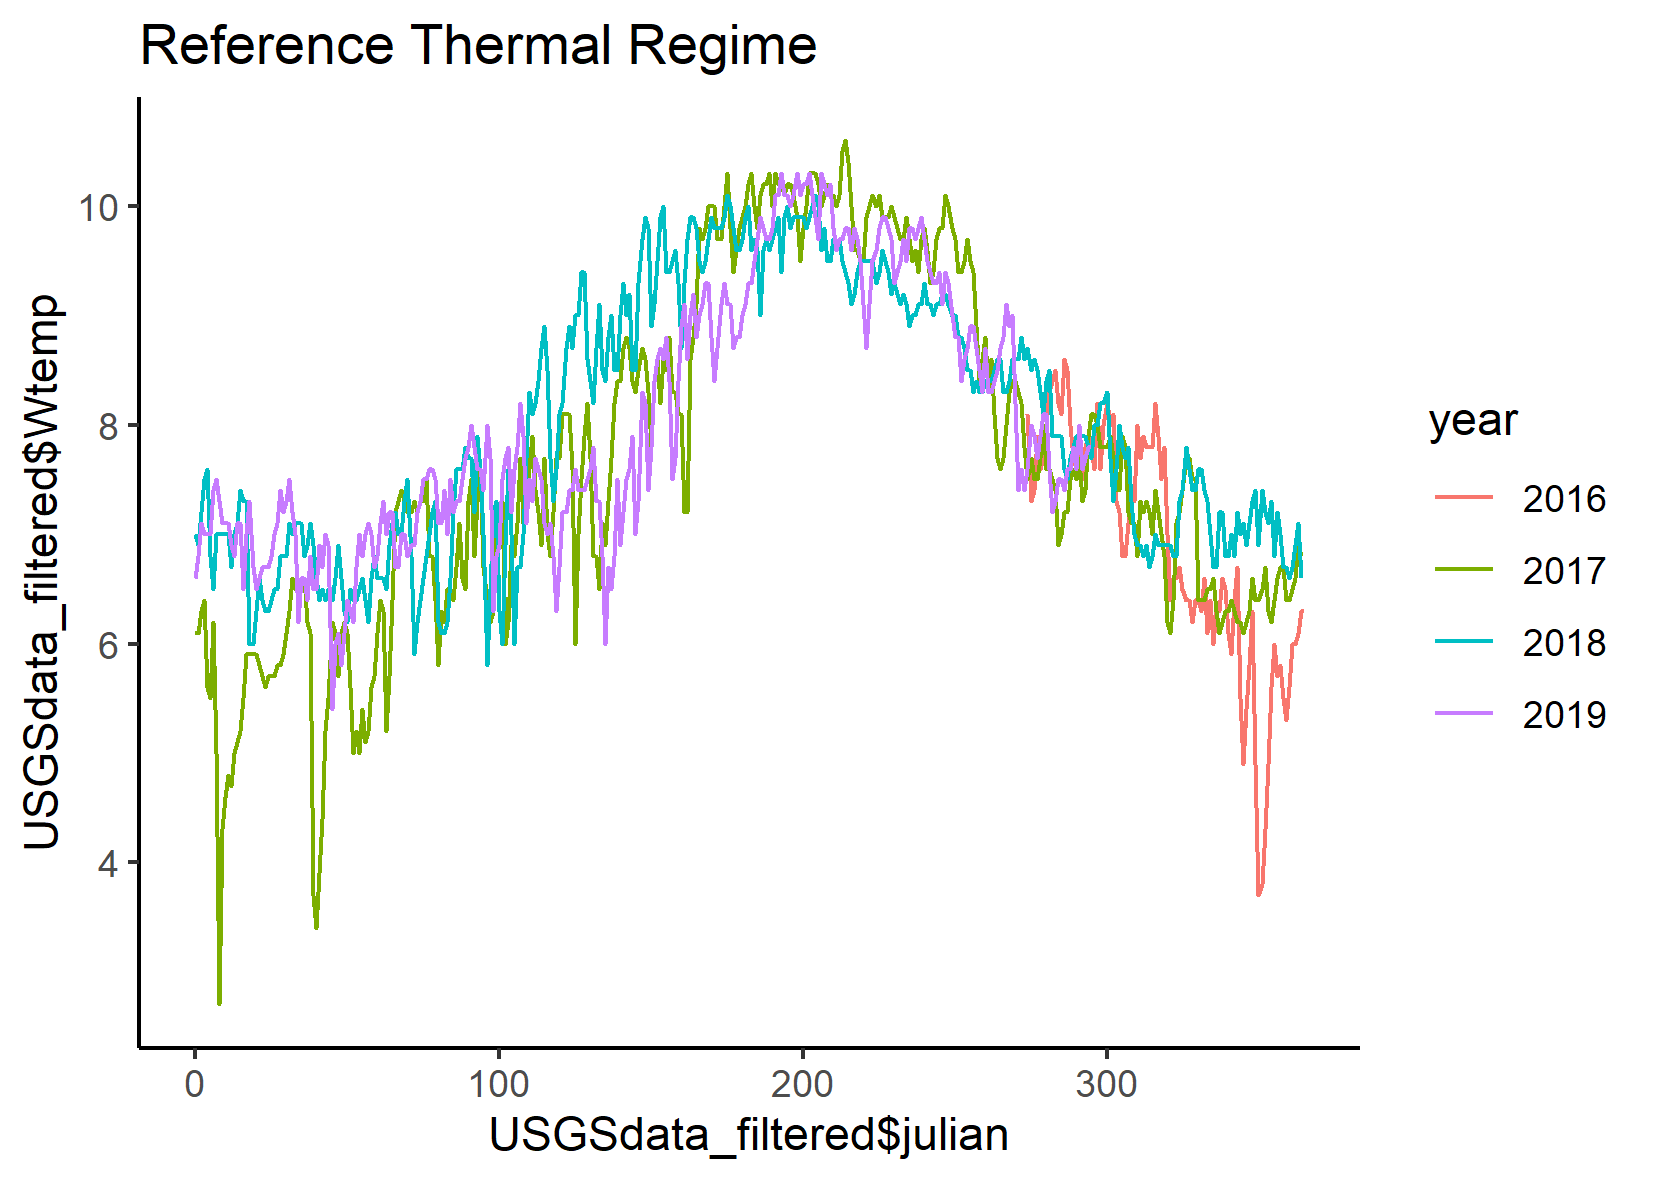 Reference Thermal Regime
USGSdata_filtered$Wtemp
10
8
6
4
0 100 200 300
USGSdata_filtered$julian
year
2016
2017
2018
2019